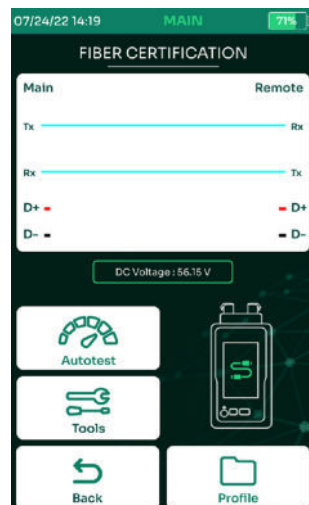 07/24/22 14:19 MAIN 71%
FIBER CERTIFICATION
Main Remote
Tx Rx
Rx Tx
D+ D+
D- D-
DC Voltage : 56.15 V
Autotest
Tools
Back Profile